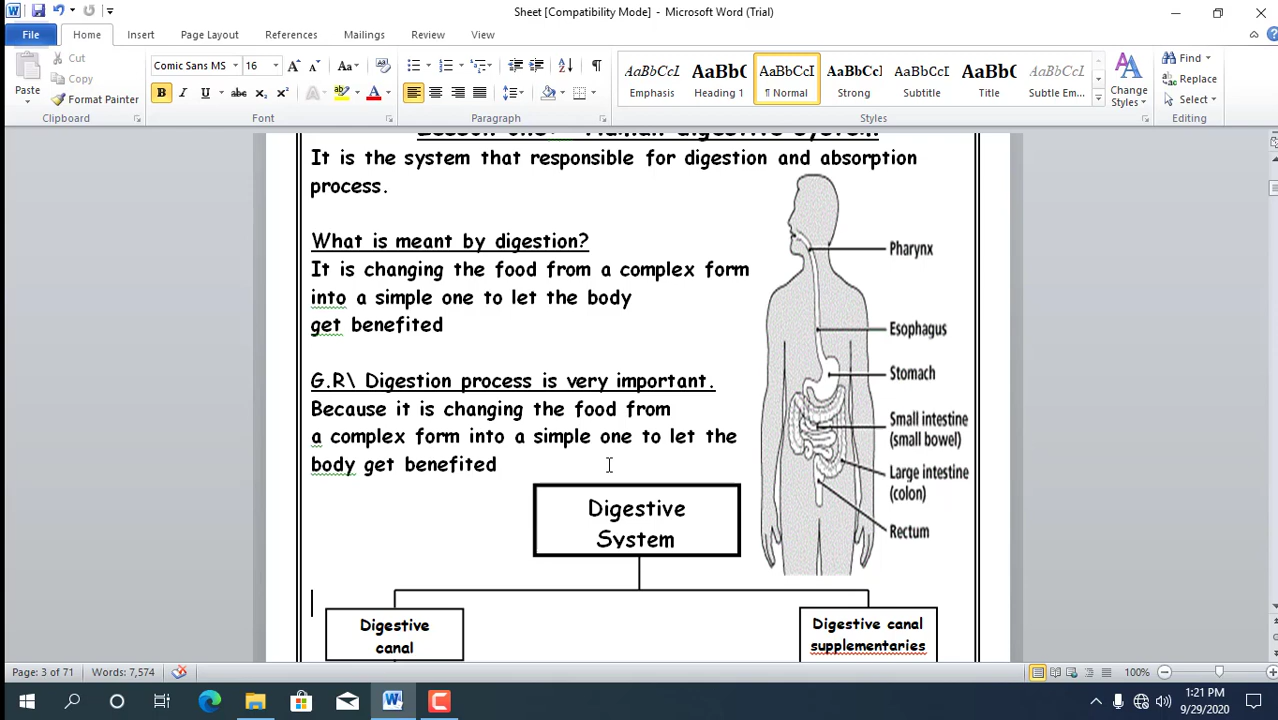 Sheet [Compatibility Mode] - Microsoft Word (Trial)
File Home Insert Page Layout References Mailings Review View
Paste
Cut
Copy
Format Painter
Clipboard
Comic Sans MS 16
Font
Paragraph
AaBbCcI AaBbC AaBbCcI AaBbCcl AaBbCcI AaBbCcl AaBbCcI
Emphasis Heading 1 ¶ Normal Strong Subtitle Title Subtle Em...
Change
Styles
Styles
Find
Replace
Select
Editing
Lesson one:- Human digestive system.
It is the system that responsible for digestion and absorption
process.
What is meant by digestion?
It is changing the food from a complex form
into a simple one to let the body
get benefited
G.R\ Digestion process is very important.
Because it is changing the food from
a complex form into a simple one to let the
body get benefited
Pharynx
Esophagus
Stomach
Small intestine
(small bowel)
Large intestine
(colon)
Rectum
Digestive
System
Digestive
canal
Digestive canal
supplementaries
Page: 3 of 71 Words: 7,574 100%
1:21 PM
9/29/2020